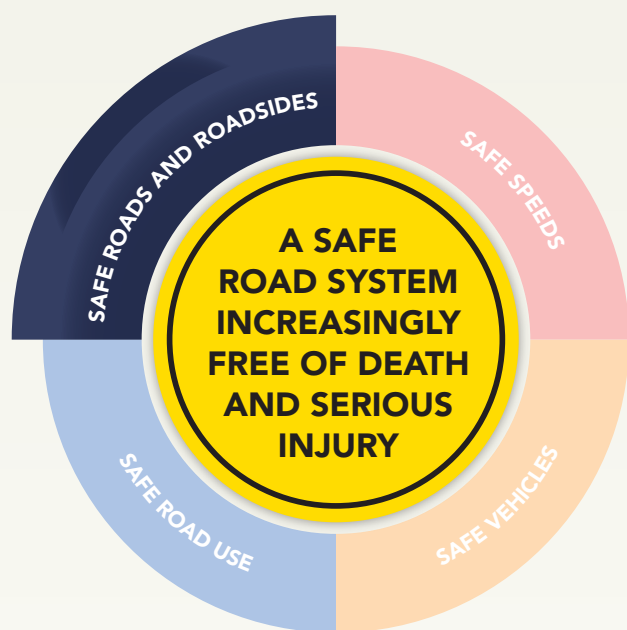 SAFE ROADS AND ROADSIDES
SAFE SPEEDS
A SAFE
ROAD SYSTEM
INCREASINGLY
FREE OF DEATH
AND SERIOUS
INJURY
SAFE ROAD USE
SAFE VEHICLES